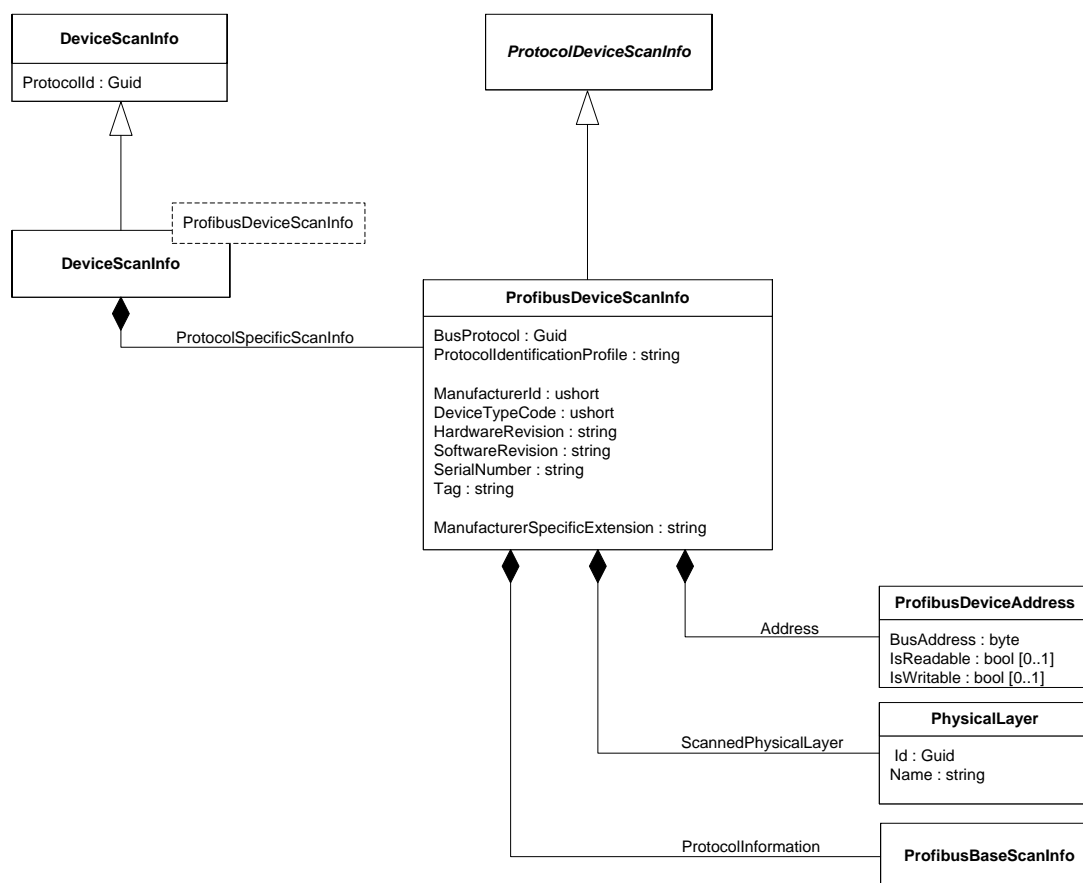 DeviceScanInfo
ProtocolId : Guid
ProtocolDeviceScanInfo
ProfibusDeviceScanInfo
DeviceScanInfo
ProtocolSpecificScanInfo
ProfibusDeviceScanInfo
BusProtocol : Guid
ProtocolIdentificationProfile : string
ManufacturerId : ushort
DeviceTypeCode : ushort
HardwareRevision : string
SoftwareRevision : string
SerialNumber : string
Tag : string
ManufacturerSpecificExtension : string
Address
ProfibusDeviceAddress
BusAddress : byte
IsReadable : bool [0..1]
IsWritable : bool [0..1]
ScannedPhysicalLayer
PhysicalLayer
Id : Guid
Name : string
ProtocolInformation
ProfibusBaseScanInfo